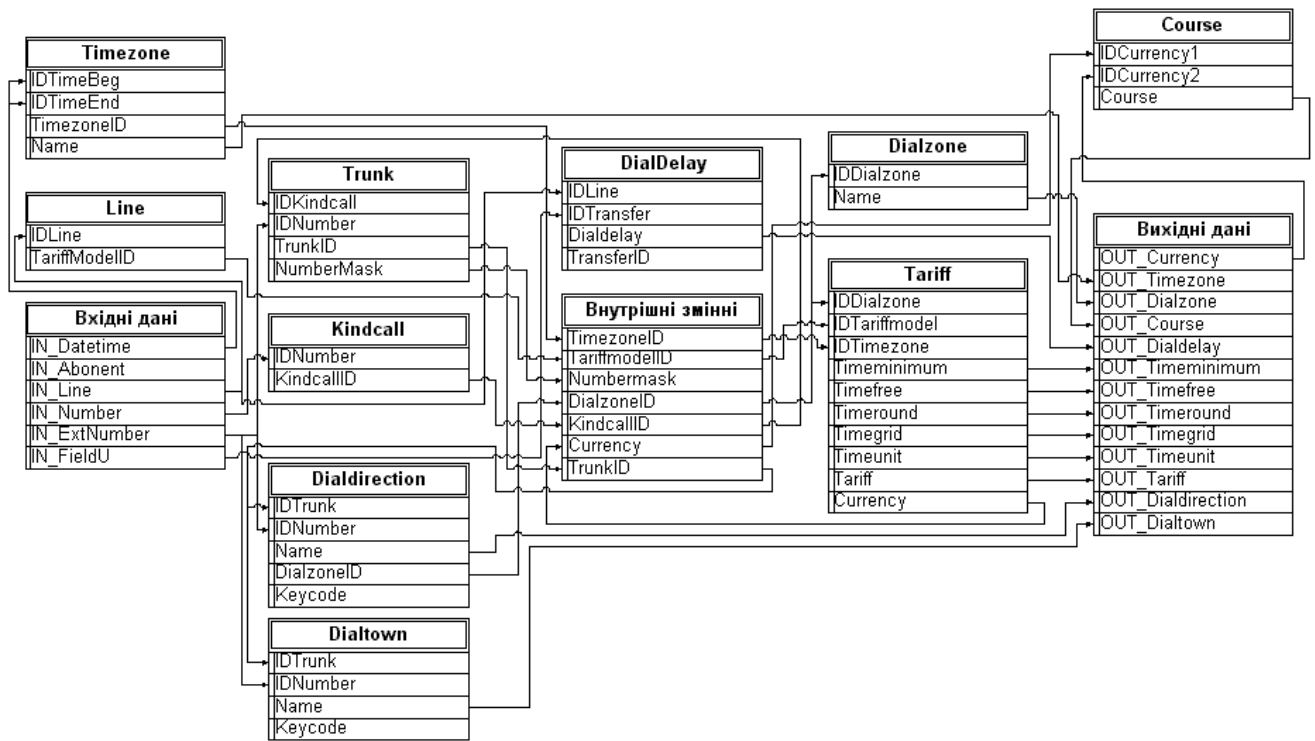 Timezone
IDTimeBeg
IDTimeEnd
TimezoneID
Name
Line
IDLine
TariffModelID
Вхідні дані
IN_Datetime
IN_Abonent
IN_Line
IN_Number
IN_ExtNumber
IN_FieldU
Trunk
IDKindcall
IDNumber
TrunkID
NumberMask
Kindcall
IDNumber
KindcallID
Dialdirection
IDTrunk
IDNumber
Name
DialzoneID
Keycode
Dialtown
IDTrunk
IDNumber
Name
Keycode
DialDelay
IDLine
IDTransfer
Dialdelay
TransferID
Внутрішні змінні
TimezoneID
TariffmodelID
Numbermask
DialzoneID
KindcallID
Currency
TrunkID
Dialzone
IDDialzone
Name
Tariff
IDDialzone
IDTariffmodel
IDTimezone
Timeminimum
Timefree
Timeround
Timegrid
Timeunit
Tariff
Currency
Course
IDCurrency1
IDCurrency2
Course
Вихідні дані
OUT_Currency
OUT_Timezone
OUT_Dialzone
OUT_Course
OUT_Dialdelay
OUT_Timeminimum
OUT_Timefree
OUT_Timeround
OUT_Timegrid
OUT_Timeunit
OUT_Tariff
OUT_Dialdirection
OUT_Dialtown